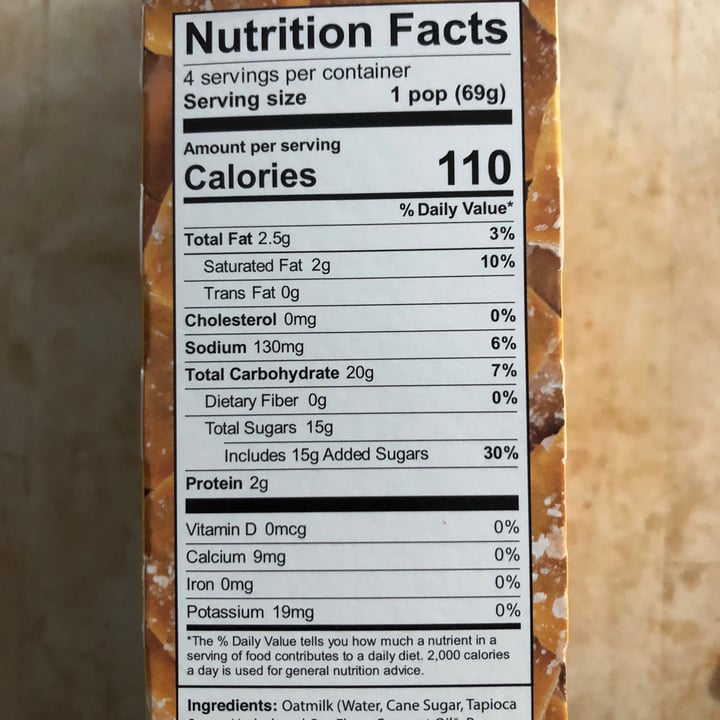 Nutrition Facts
4 servings per container
Serving size 1 pop (69g)
Amount per serving
Calories 110
% Daily Value*
Total Fat 2.5g 3%
Saturated Fat 2g 10%
Trans Fat 0g
Cholesterol 0mg 0%
Sodium 130mg 6%
Total Carbohydrate 20g 7%
Dietary Fiber 0g 0%
Total Sugars 15g
Includes 15g Added Sugars 30%
Protein 2g
Vitamin D 0mcg 0%
Calcium 9mg 0%
Iron 0mg 0%
Potassium 19mg 0%
*The % Daily Value tells you how much a nutrient in a
serving of food contributes to a daily diet. 2,000 calories
a day is used for general nutrition advice.
Ingredients: Oatmilk (Water, Cane Sugar, Tapioca